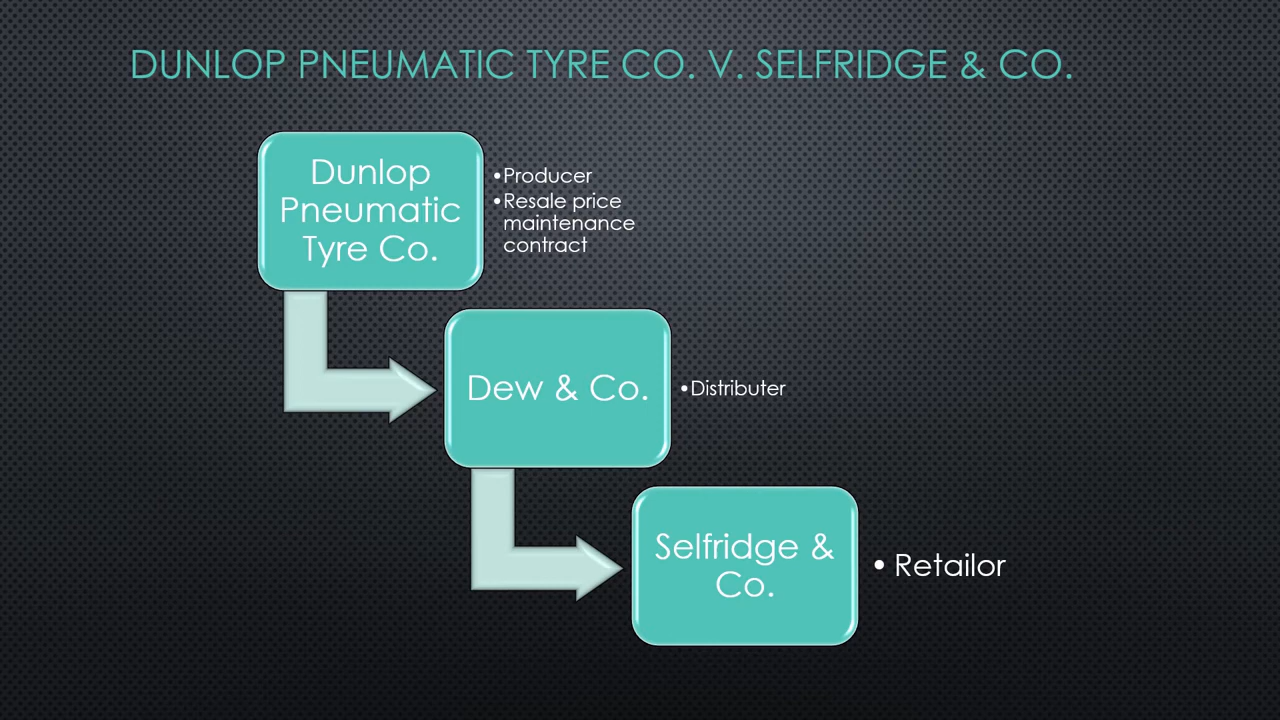 DUNLOP PNEUMATIC TYRE CO. V. SELFRIDGE & CO.
Dunlop
Pneumatic
Tyre Co.
•Producer
•Resale price
maintenance
contract
Dew & Co.
•Distributer
Selfridge &
Co.
• Retailor